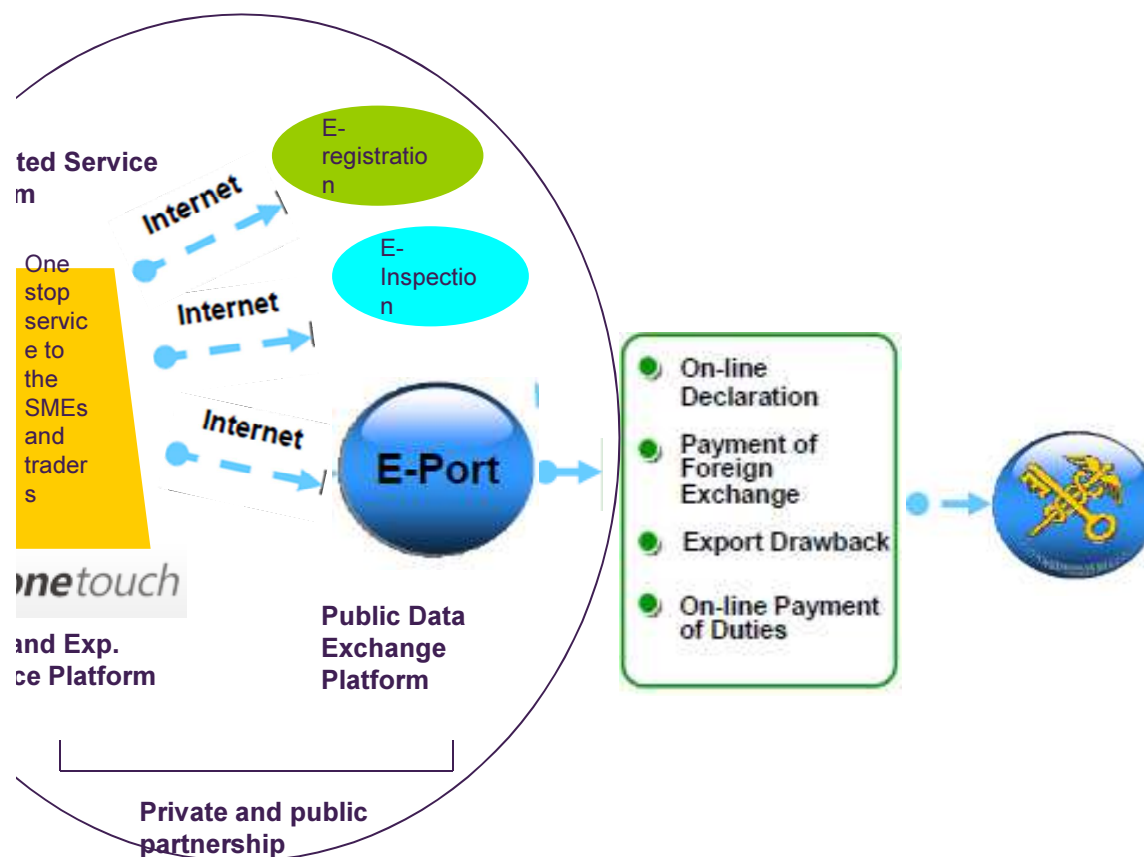 ted Service
m
One
stop
servic
e to
the
SMEs
and
trader
s
onetouch
and Exp.
ce Platform
Internet
Internet
Internet
E-
registratio
n
E-
Inspectio
n
E-Port
Public Data
Exchange
Platform
Private and public
partnership
On-line
Declaration
Payment of
Foreign
Exchange
Export Drawback
On-line Payment
of Duties